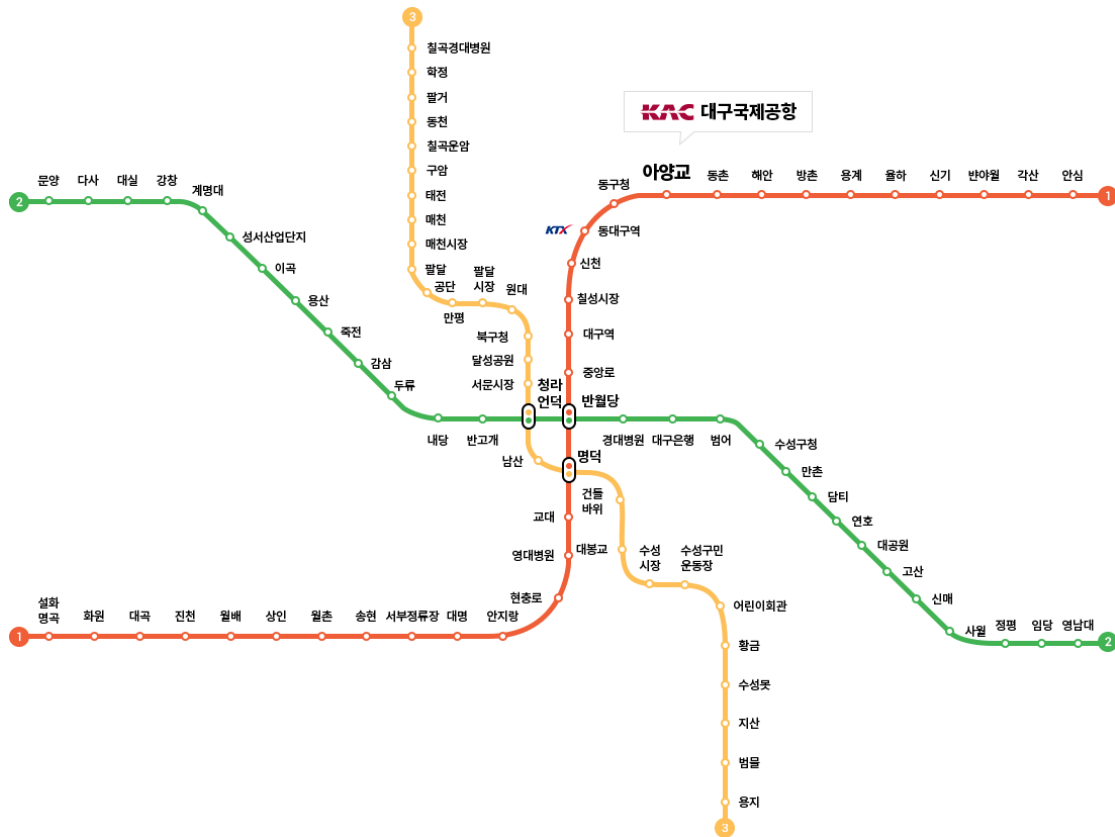 3
칠곡경대병원
학정
팔거
동천
칠곡운암
구암
태전
매천
매천시장
팔달
공단
만평
팔달
시장
원대
북구청
달성공원
서문시장
청라
언덕
남산
명덕
건들
바위
대봉교
수성
시장
수성구민
운동장
어린이회관
황금
수성못
지산
범물
용지
3
KAC 대구국제공항
2
문양
다사
대실
강창
계명대
성서산업단지
이곡
용산
죽전
감삼
두류
내당
반고개
반월당
경대병원
대구은행
범어
수성구청
만촌
담티
연호
대공원
고산
신매
사월
정평
임당
영남대
2
1
안심
각산
반야월
신기
율하
용계
방촌
해안
동촌
아양교
동구청
KTX
동대구역
신천
칠성시장
대구역
중앙로
교대
영대병원
현충로
안지랑
대명
서부정류장
송현
월촌
상인
월배
진천
대곡
화원
설화
명곡
1